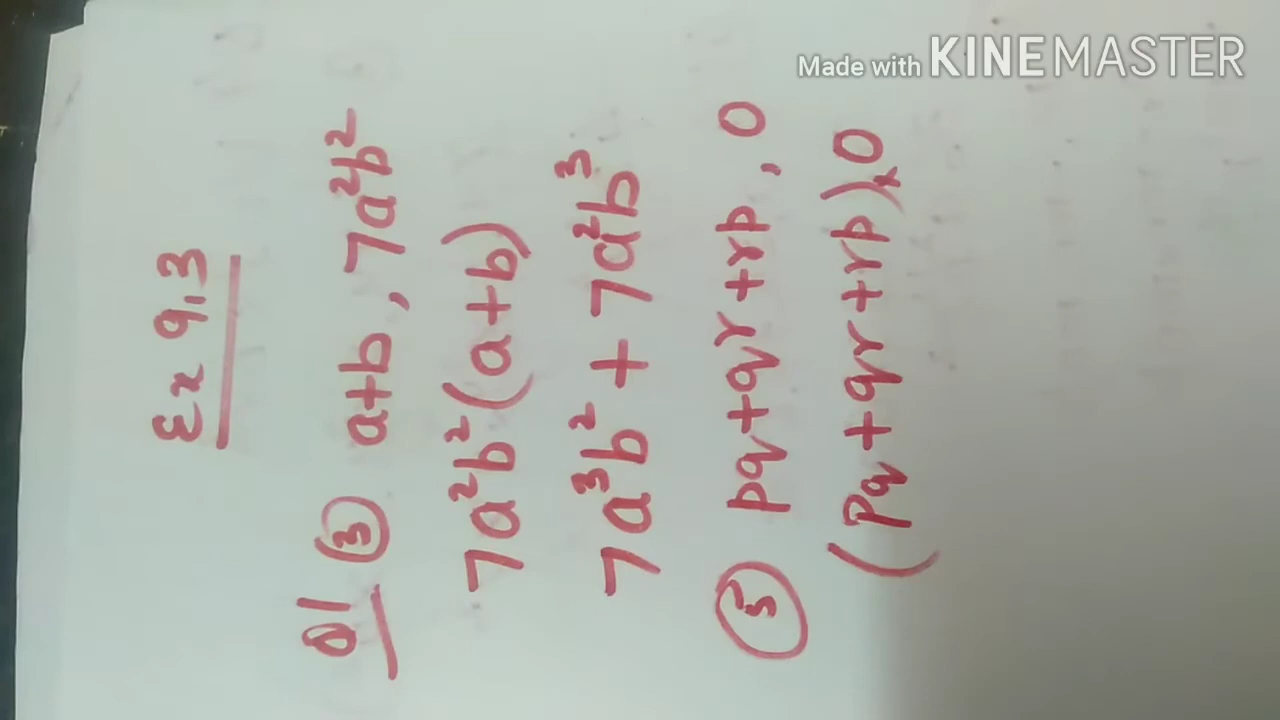 Made with KINEMASTER
Ex 9.3
Q1 ③ a+b, 7a²b²
7a²b²(a+b)
7a³b² + 7a²b³
⑤ pq+qr+rp, 0
(pq+qr+rp)×0